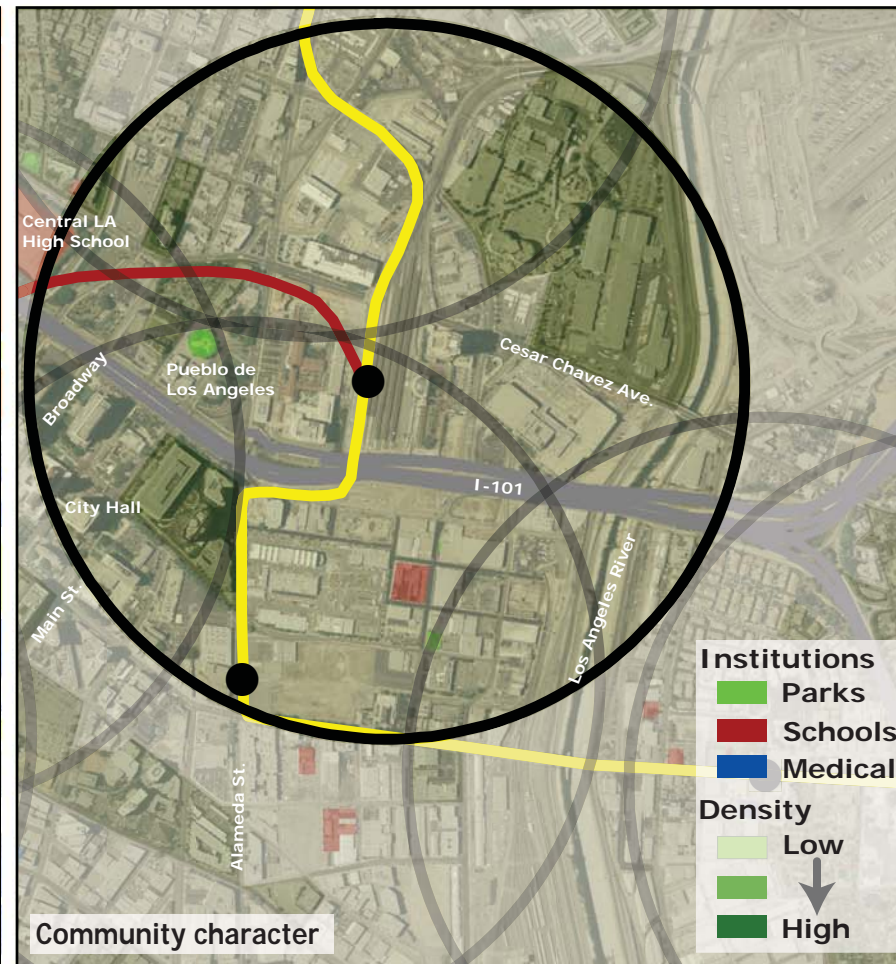 Central LA
High School
Cesar Chavez Ave.
Broadway
Pueblo de
Los Angeles
I-101
City Hall
Main St.
Los Angeles River
Alameda St.
Institutions
Parks
Schools
Medical
Density
Low
High
Community character